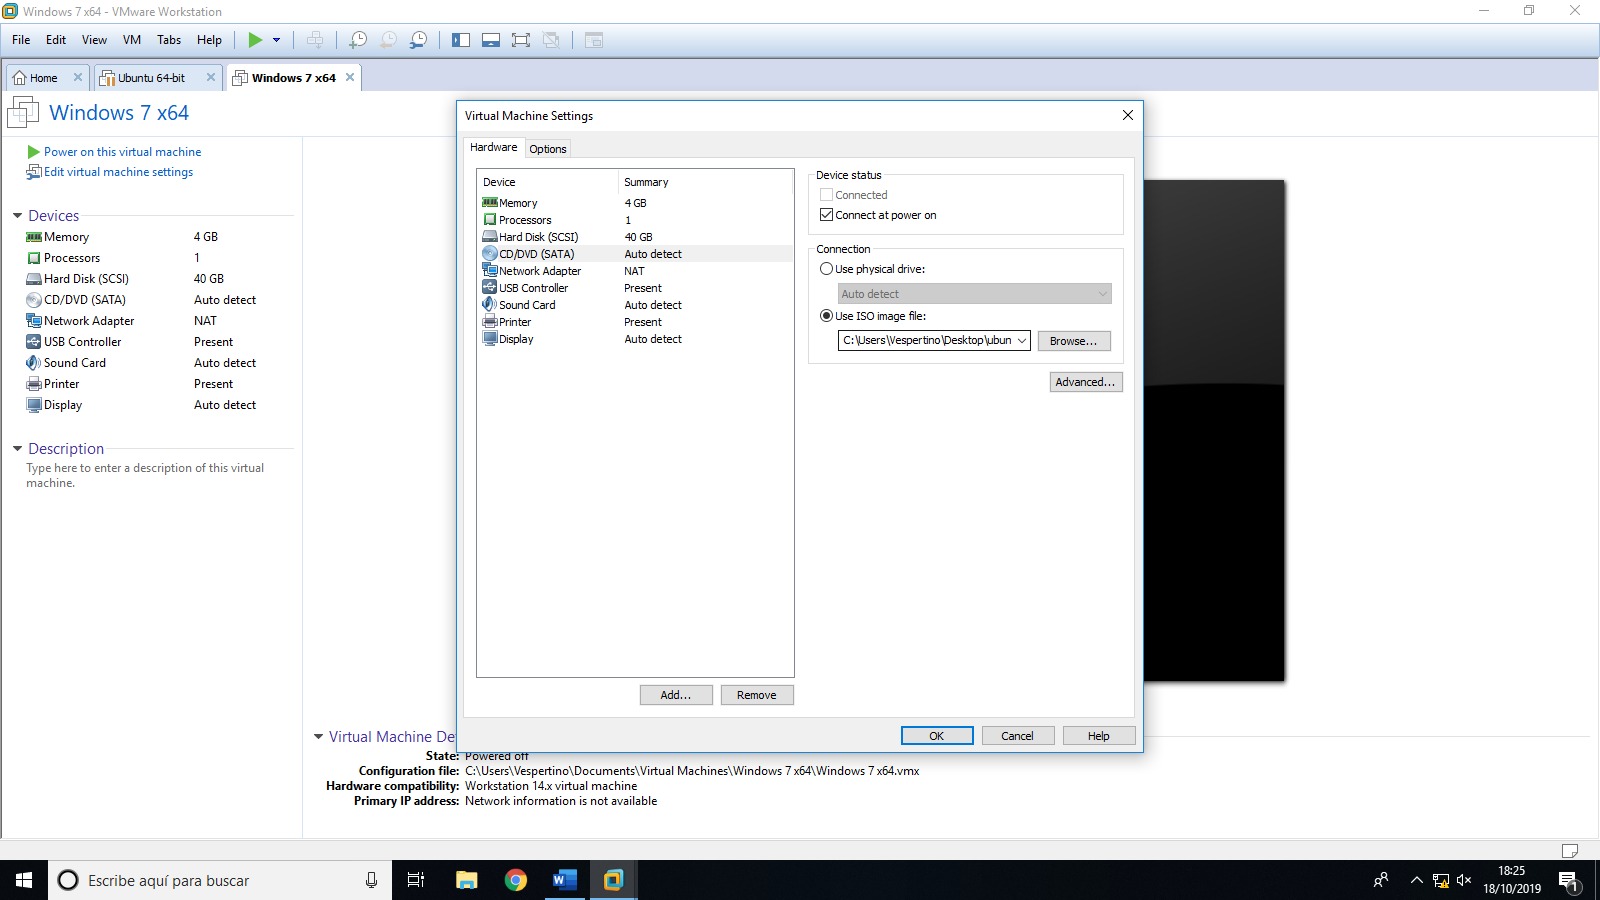 Windows 7 x64 - VMware Workstation
File Edit View VM Tabs Help
Home Ubuntu 64-bit Windows 7 x64
Windows 7 x64
Power on this virtual machine
Edit virtual machine settings
Devices
Memory 4 GB
Processors 1
Hard Disk (SCSI) 40 GB
CD/DVD (SATA) Auto detect
Network Adapter NAT
USB Controller Present
Sound Card Auto detect
Printer Present
Display Auto detect
Description
Type here to enter a description of this virtual
machine.
Virtual Machine Settings
Hardware Options
Device Summary
Memory 4 GB
Processors 1
Hard Disk (SCSI) 40 GB
CD/DVD (SATA) Auto detect
Network Adapter NAT
USB Controller Present
Sound Card Auto detect
Printer Present
Display Auto detect
Add... Remove
Device status
Connected
Connect at power on
Connection
Use physical drive:
Auto detect
Use ISO image file:
C:\Users\Vespertino\Desktop\ubun Browse...
Advanced...
OK Cancel Help
Virtual Machine De
State: Powered off
Configuration file: C:\Users\Vespertino\Documents\Virtual Machines\Windows 7 x64\Windows 7 x64.vmx
Hardware compatibility: Workstation 14.x virtual machine
Primary IP address: Network information is not available
Escribe aquí para buscar
18:25
18/10/2019
1